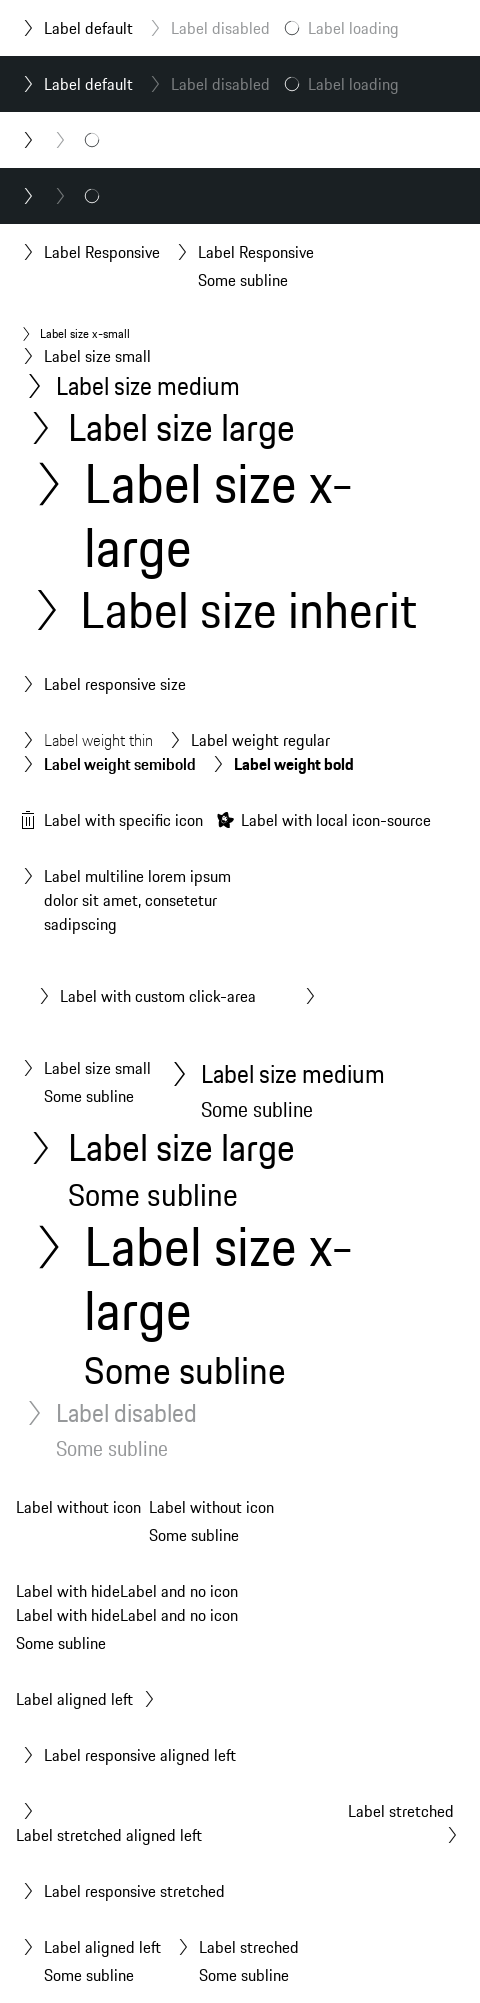 Label default Label disabled Label loading
Label default Label disabled Label loading
Label Responsive Label Responsive
Some subline
Label size x-small
Label size small
Label size medium
Label size large
Label size x-
large
Label size inherit
Label responsive size
Label weight thin Label weight regular
Label weight semibold Label weight bold
Label with specific icon Label with local icon-source
Label multiline lorem ipsum
dolor sit amet, consetetur
sadipscing
Label with custom click-area
Label size small Label size medium
Some subline Some subline
Label size large
Some subline
Label size x-
large
Some subline
Label disabled
Some subline
Label without icon Label without icon
Some subline
Label with hideLabel and no icon
Label with hideLabel and no icon
Some subline
Label aligned left
Label responsive aligned left
Label stretched
Label stretched aligned left
Label responsive stretched
Label aligned left Label streched
Some subline Some subline